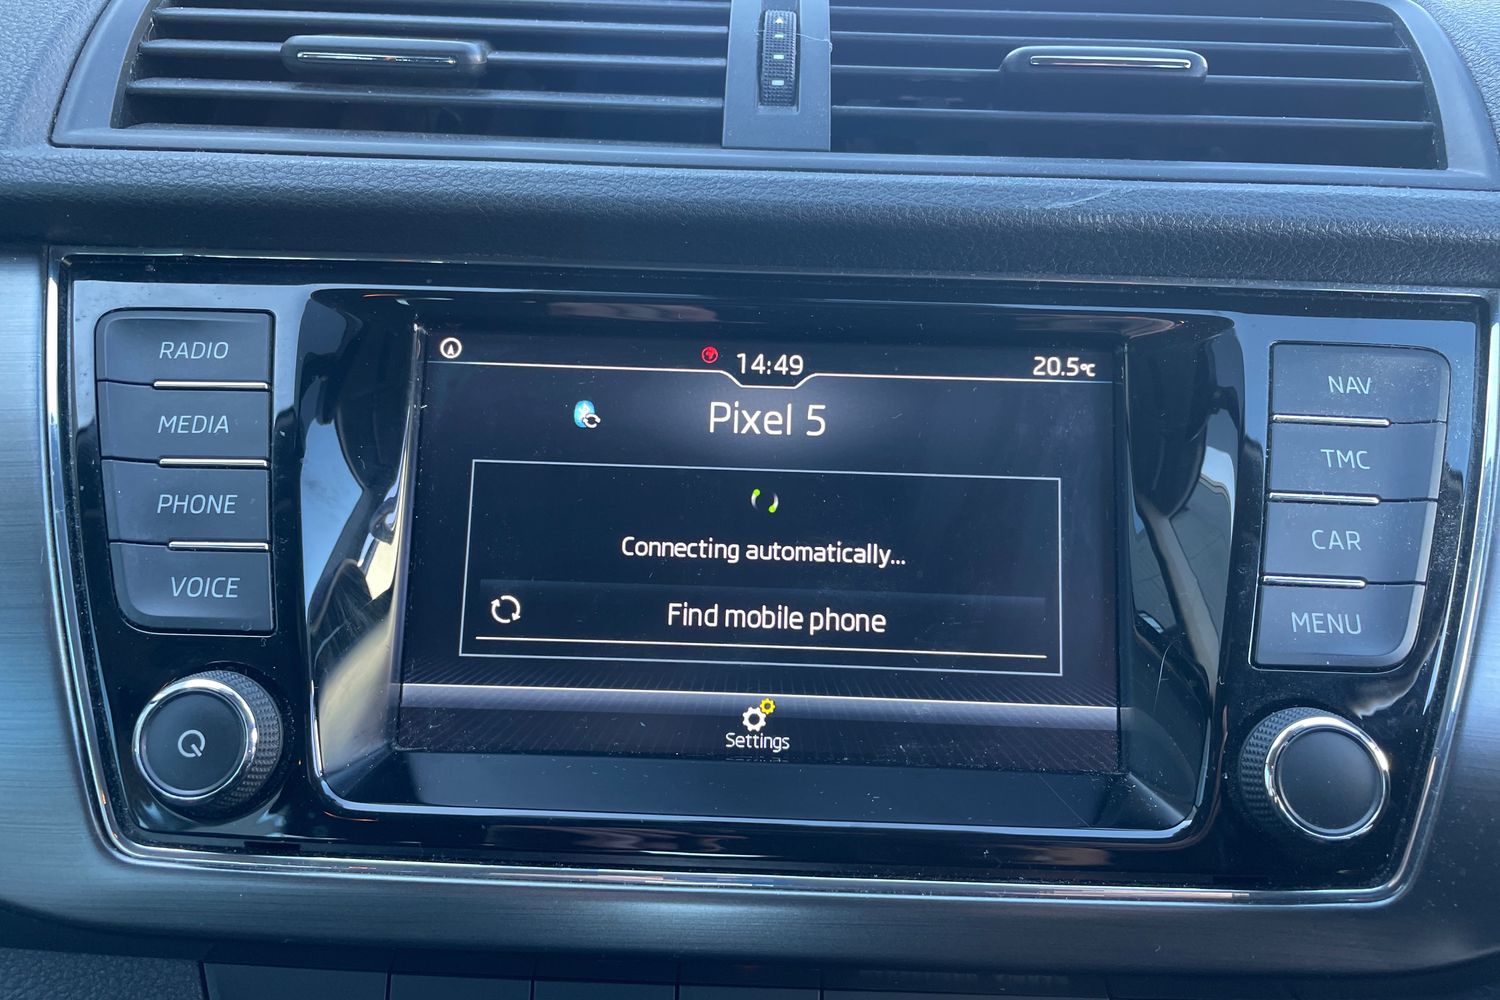 RADIO
MEDIA
PHONE
VOICE
14:49
20.5°C
Pixel 5
Connecting automatically...
Find mobile phone
Settings
NAV
TMC
CAR
MENU